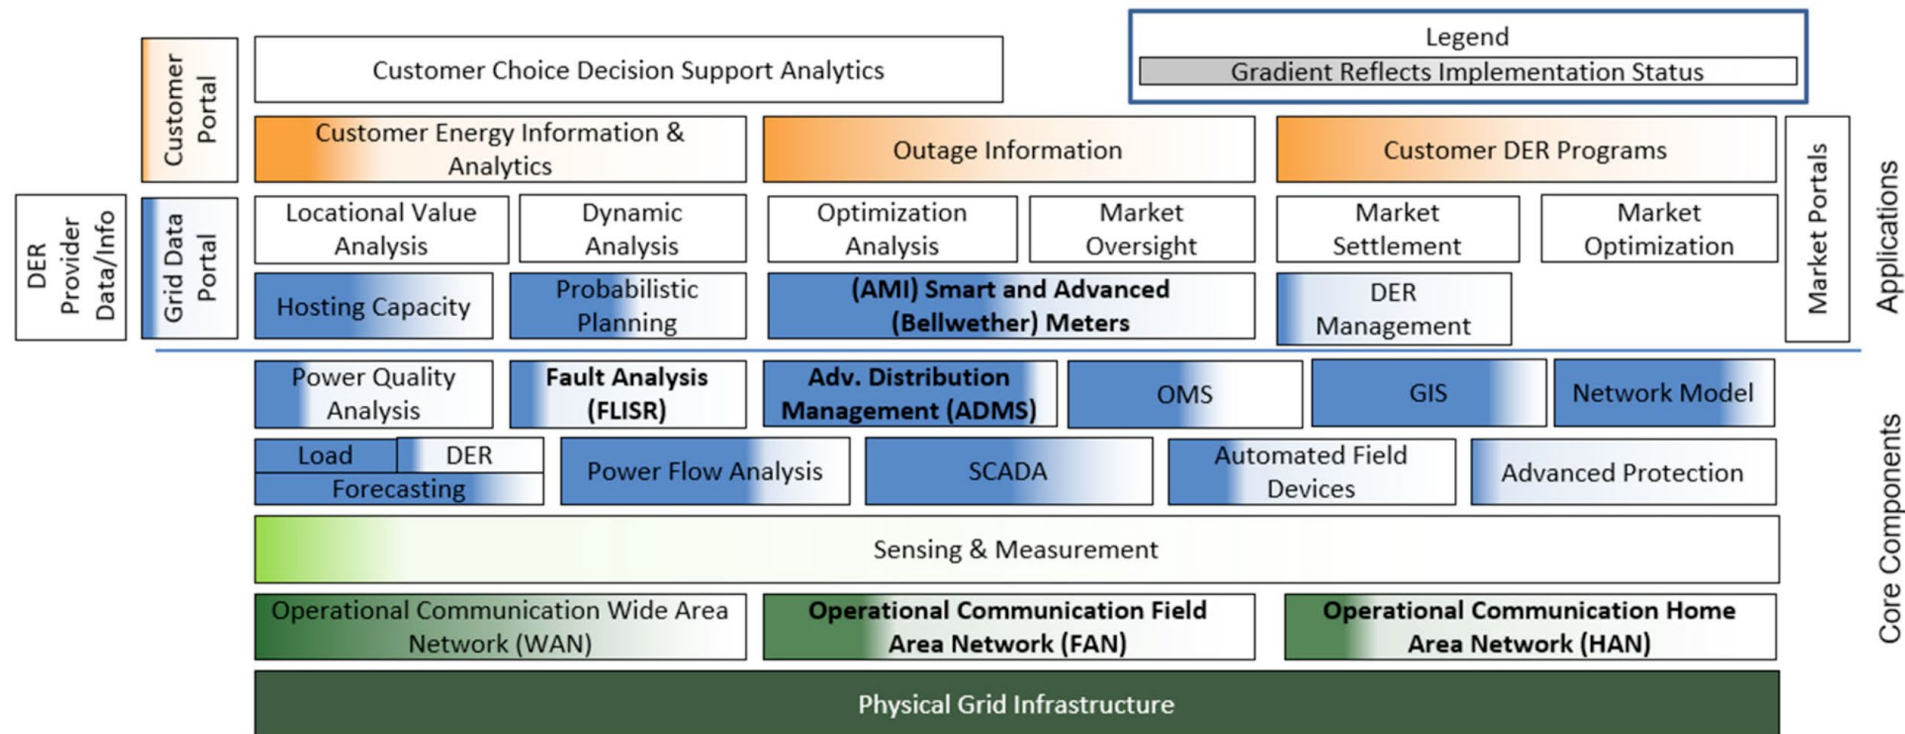 Legend
Gradient Reflects Implementation Status
Customer
Portal
Customer Choice Decision Support Analytics
Customer Energy Information &
Analytics
Outage Information
Customer DER Programs
Market Portals
Applications
DER
Provider
Data/Info
Grid Data
Portal
Locational Value
Analysis
Dynamic
Analysis
Optimization
Analysis
Market
Oversight
Market
Settlement
Market
Optimization
Hosting Capacity
Probabilistic
Planning
(AMI) Smart and Advanced
(Bellwether) Meters
DER
Management
Power Quality
Analysis
Fault Analysis
(FLISR)
Adv. Distribution
Management (ADMS)
OMS
GIS
Network Model
Core Components
Load
DER
Forecasting
Power Flow Analysis
SCADA
Automated Field
Devices
Advanced Protection
Sensing & Measurement
Operational Communication Wide Area
Network (WAN)
Operational Communication Field
Area Network (FAN)
Operational Communication Home
Area Network (HAN)
Physical Grid Infrastructure